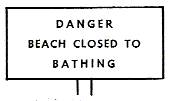 DANGER
BEACH CLOSED TO
BATHING